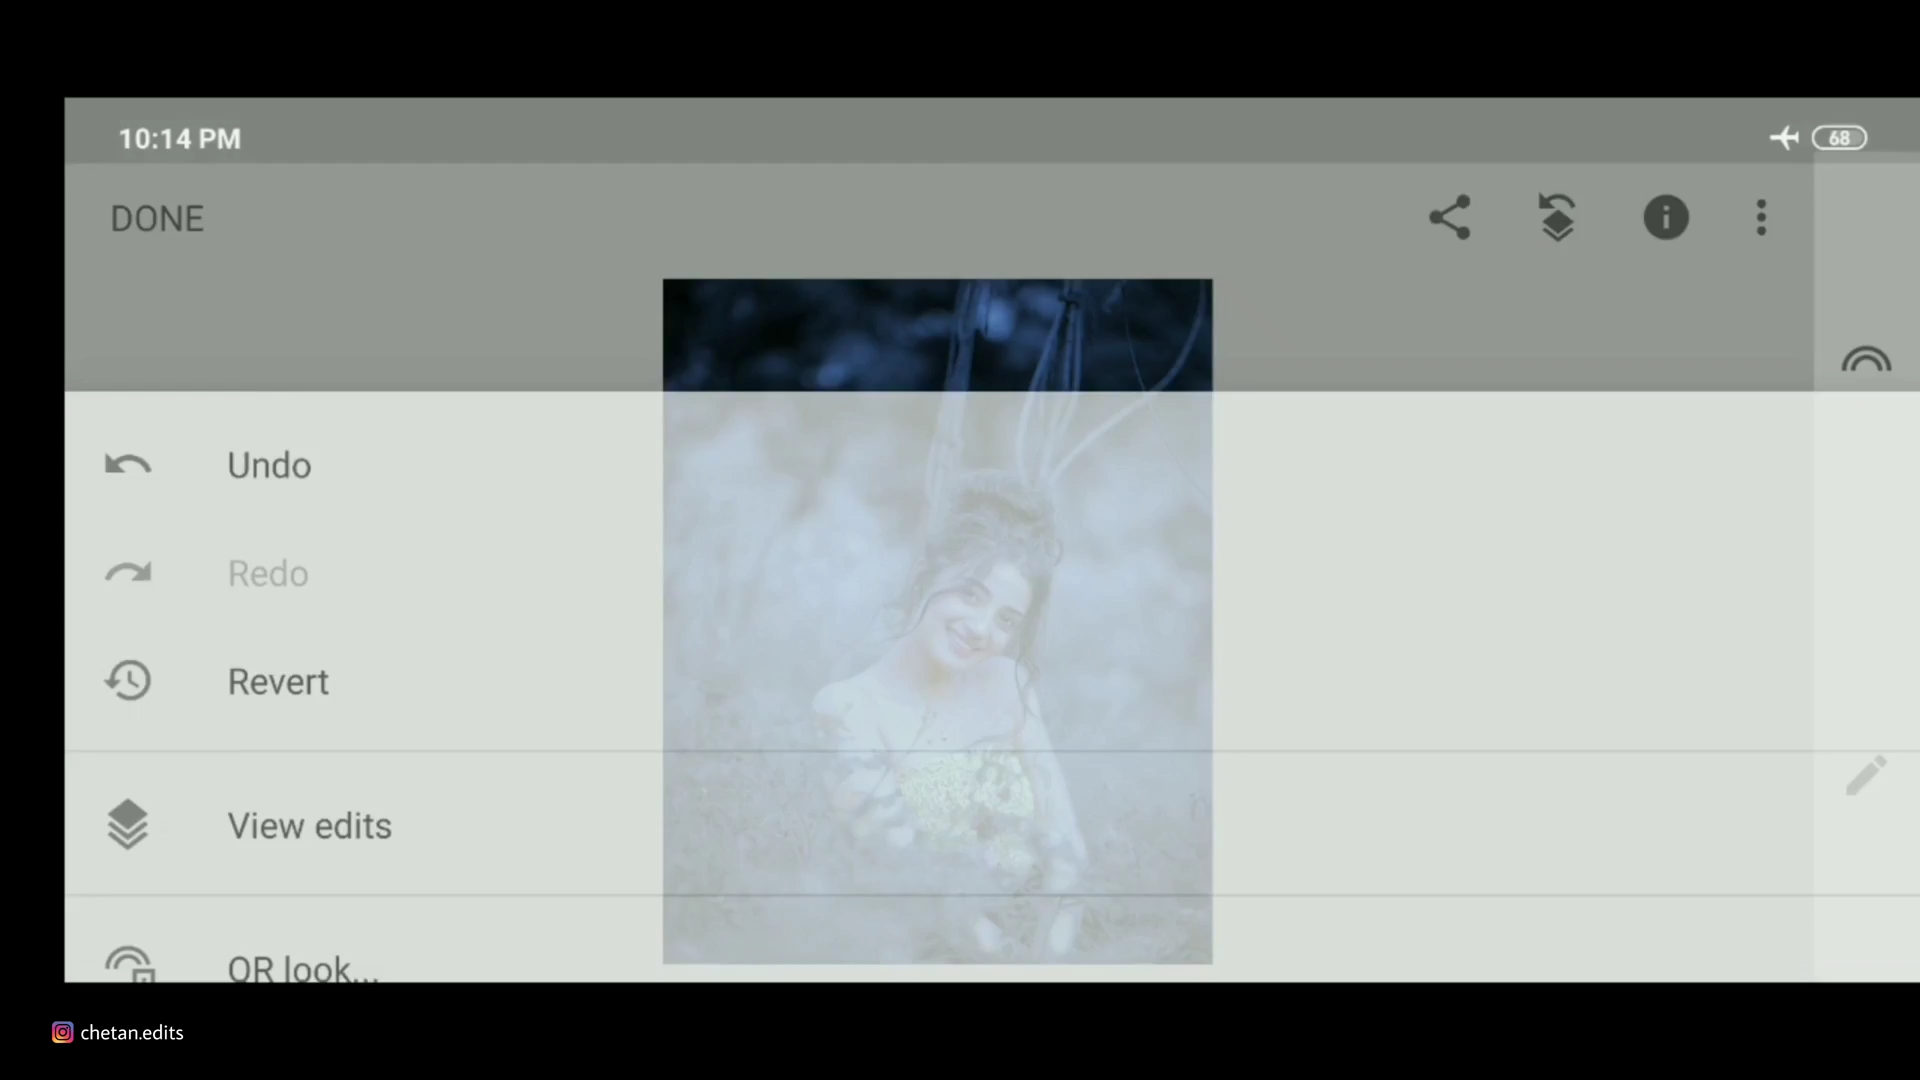 10:14 PM
68
DONE
Undo
Redo
Revert
View edits
QR look...
chetan.edits